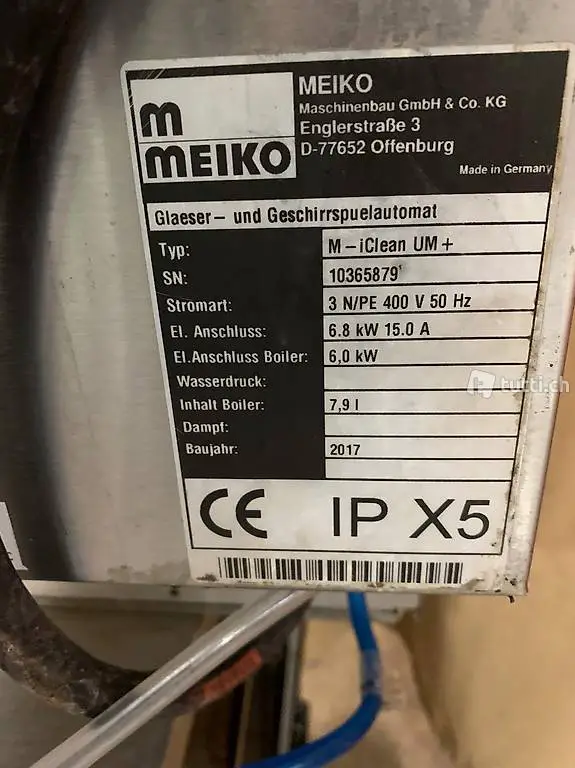 m
MEIKO
MEIKO
Maschinenbau GmbH & Co. KG
Englerstraße 3
D-77652 Offenburg
Made in Germany
Glaeser- und Geschirrspuelautomat
Typ: M-iClean UM+
SN: 10365879
Stromart: 3 N/PE 400 V 50 Hz
El. Anschluss: 6.8 kW 15.0 A
El.Anschluss Boiler: 6,0 kW
Wasserdruck:
Inhalt Boiler: 7,9 l
Dampf:
Baujahr: 2017
CE IP X5
tutti.ch